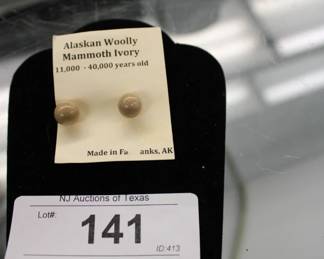 Alaskan Woolly
Mammoth Ivory
11,000 - 40,000 years old
Made in Fa anks, AK
NJ Auctions of Texas
Lot#:
141
ID:413